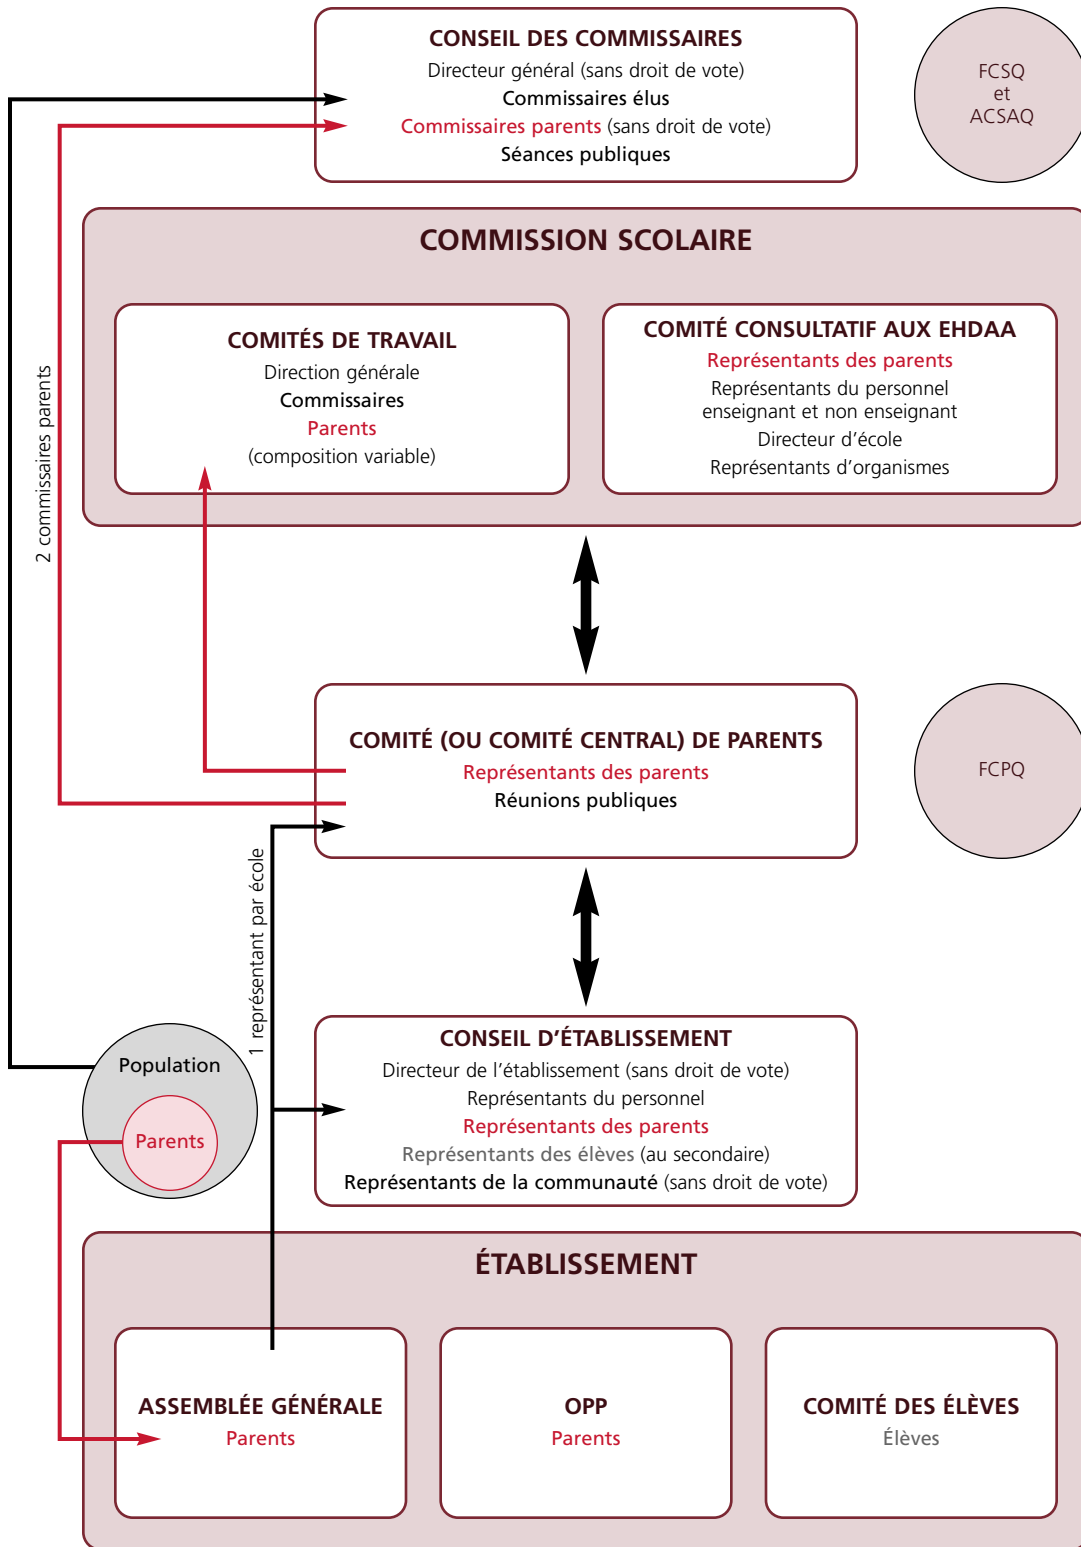 CONSEIL DES COMMISSAIRES
Directeur général (sans droit de vote)
Commissaires élus
Commissaires parents (sans droit de vote)
Séances publiques
FCSQ
et
ACSAQ
COMMISSION SCOLAIRE
COMITÉS DE TRAVAIL
Direction générale
Commissaires
Parents
(composition variable)
COMITÉ CONSULTATIF AUX EHDAA
Représentants des parents
Représentants du personnel
enseignant et non enseignant
Directeur d’école
Représentants d’organismes
2 commissaires parents
COMITÉ (OU COMITÉ CENTRAL) DE PARENTS
Représentants des parents
Réunions publiques
FCPQ
1 représentant par école
CONSEIL D’ÉTABLISSEMENT
Directeur de l’établissement (sans droit de vote)
Représentants du personnel
Représentants des parents
Représentants des élèves (au secondaire)
Représentants de la communauté (sans droit de vote)
Population
Parents
ÉTABLISSEMENT
ASSEMBLÉE GÉNÉRALE
Parents
OPP
Parents
COMITÉ DES ÉLÈVES
Élèves